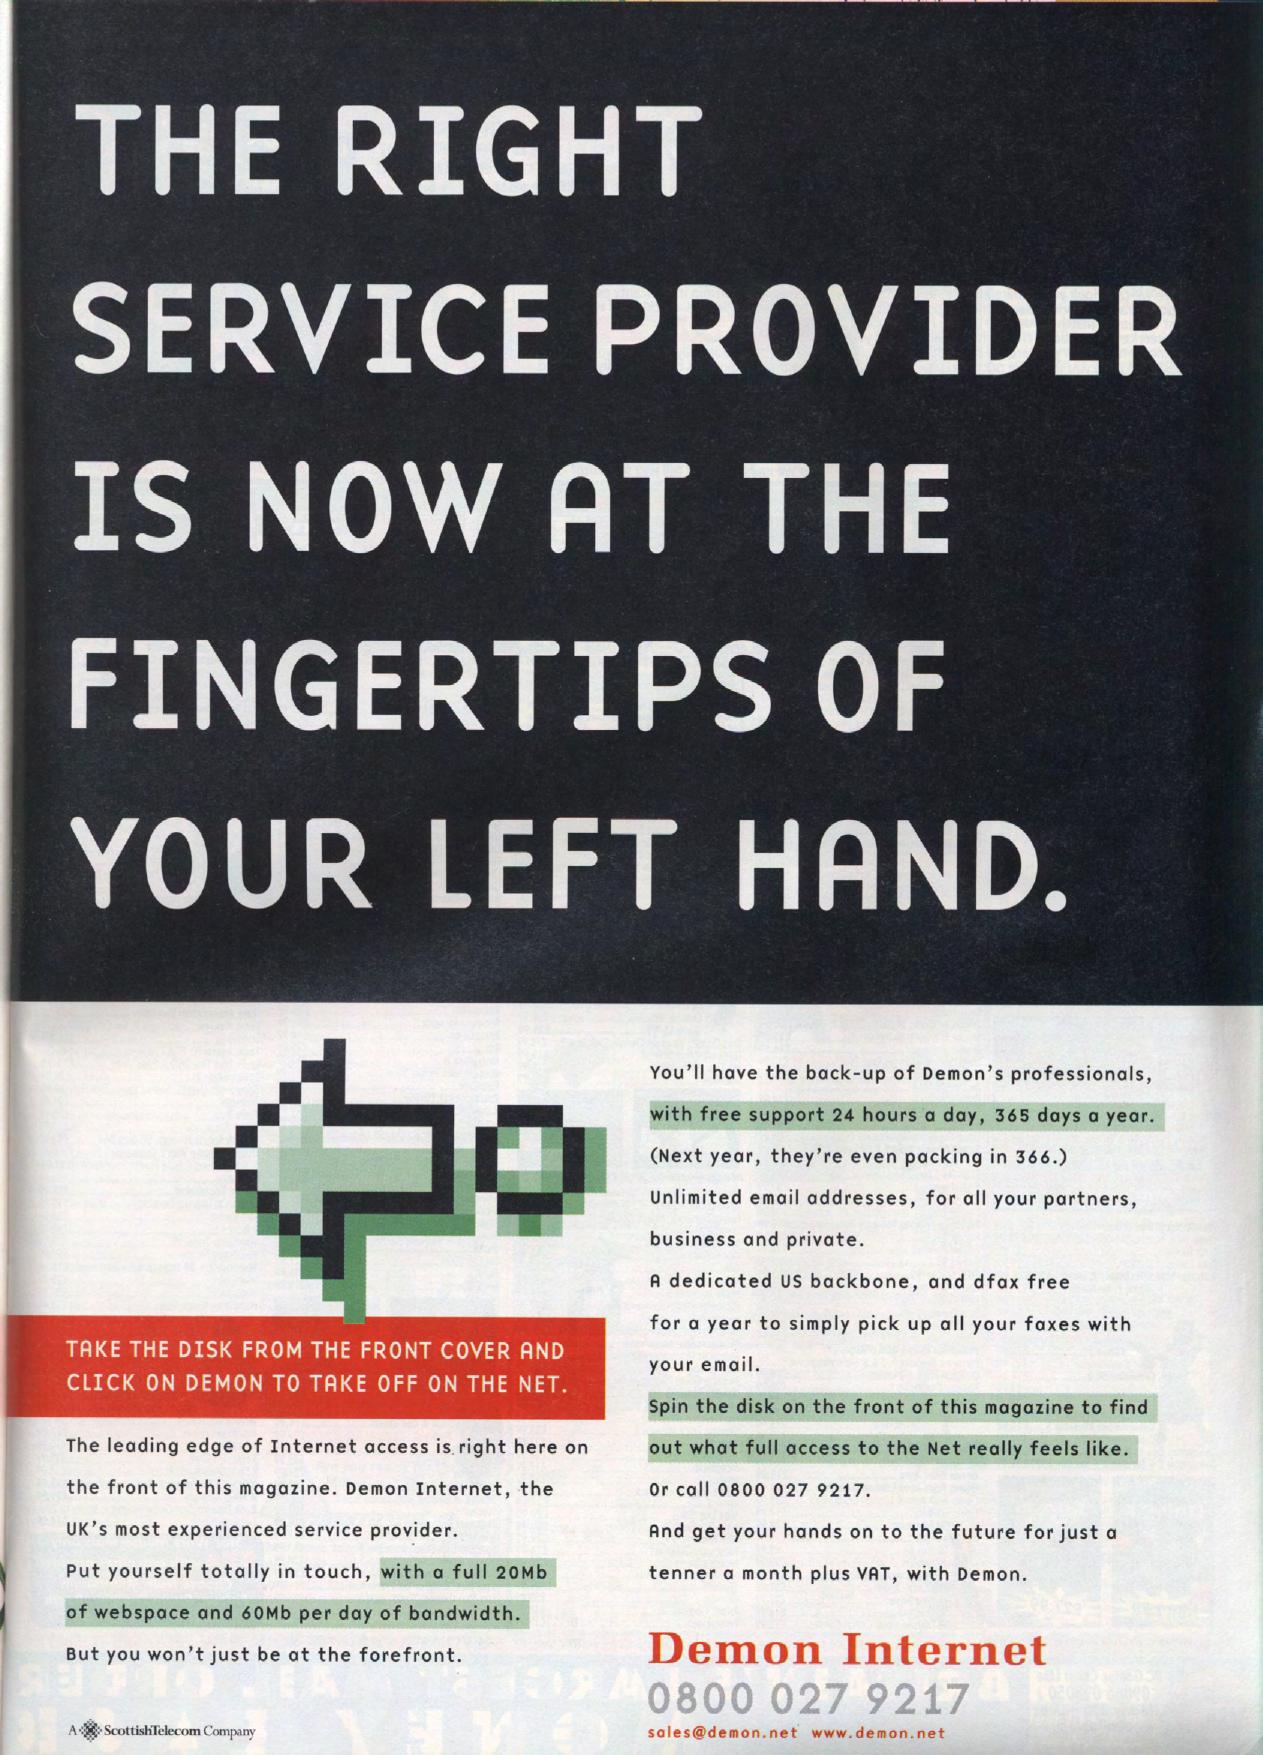 THE RIGHT
SERVICE PROVIDER
IS NOW AT THE
FINGERTIPS OF
YOUR LEFT HAND.
TAKE THE DISK FROM THE FRONT COVER AND
CLICK ON DEMON TO TAKE OFF ON THE NET.
The leading edge of Internet access is right here on
the front of this magazine. Demon Internet, the
UK's most experienced service provider.
Put yourself totally in touch, with a full 20Mb
of webspace and 60Mb per day of bandwidth.
But you won't just be at the forefront.
You'll have the back-up of Demon's professionals,
with free support 24 hours a day, 365 days a year.
(Next year, they're even packing in 366.)
Unlimited email addresses, for all your partners,
business and private.
A dedicated US backbone, and dfax free
for a year to simply pick up all your faxes with
your email.
Spin the disk on the front of this magazine to find
out what full access to the Net really feels like.
Or call 0800 027 9217.
And get your hands on to the future for just a
tenner a month plus VAT, with Demon.
Demon Internet
0800 027 9217
sales@demon.net www.demon.net
A ScottishTelecom Company